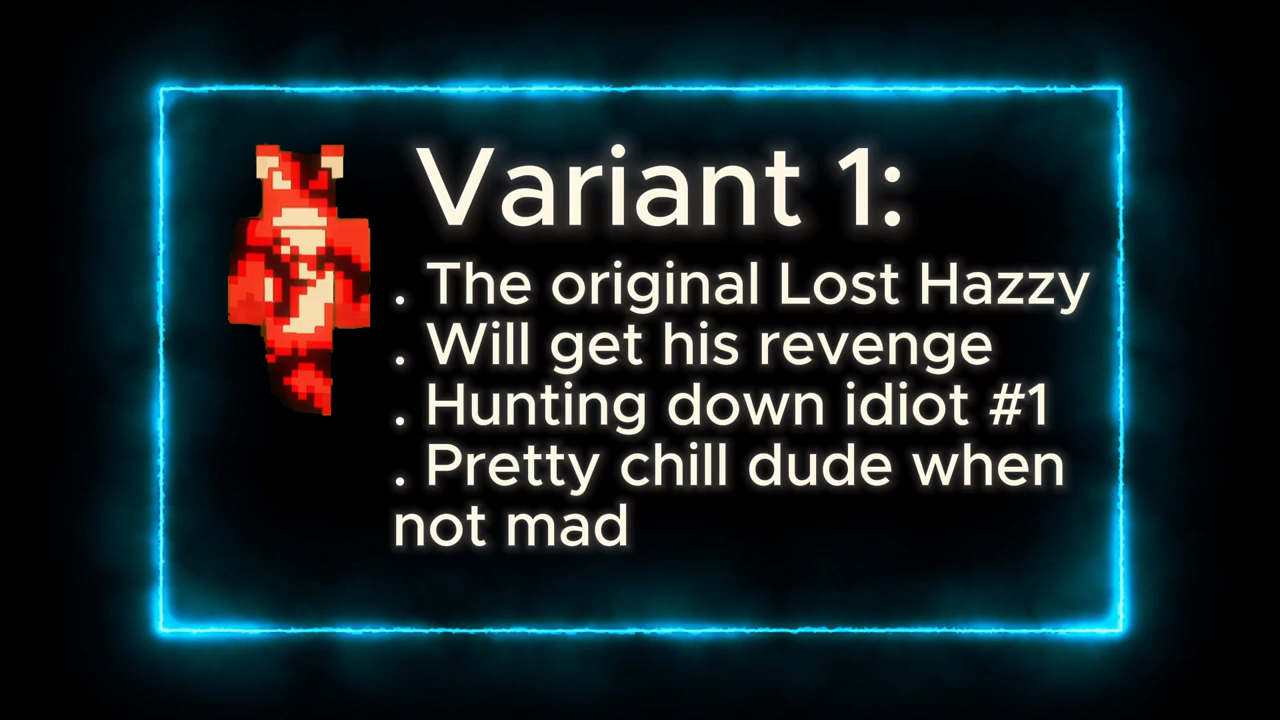 Variant 1:
. The original Lost Hazzy
. Will get his revenge
. Hunting down idiot #1
. Pretty chill dude when
not mad